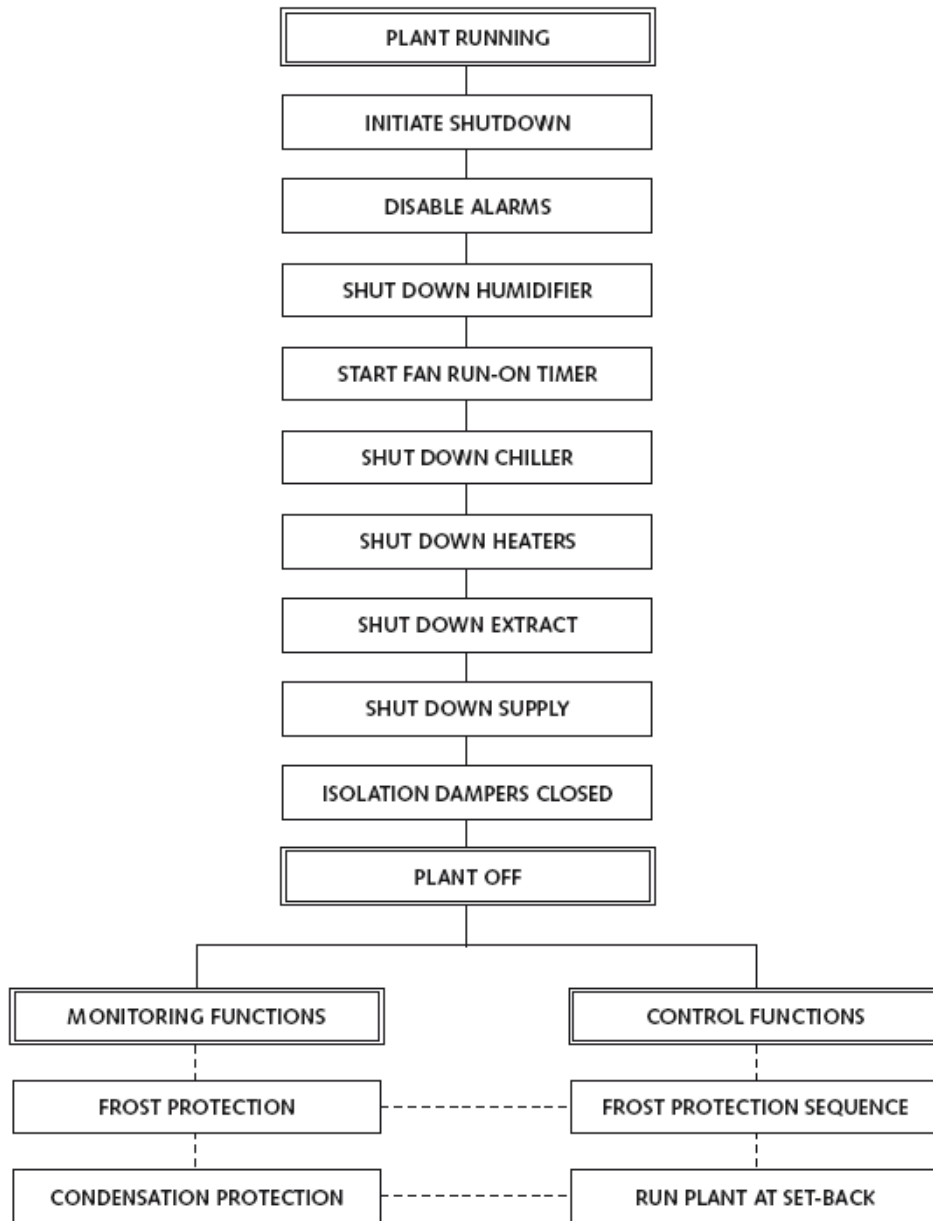 PLANT RUNNING
INITIATE SHUTDOWN
DISABLE ALARMS
SHUT DOWN HUMIDIFIER
START FAN RUN-ON TIMER
SHUT DOWN CHILLER
SHUT DOWN HEATERS
SHUT DOWN EXTRACT
SHUT DOWN SUPPLY
ISOLATION DAMPERS CLOSED
PLANT OFF
MONITORING FUNCTIONS
CONTROL FUNCTIONS
FROST PROTECTION
FROST PROTECTION SEQUENCE
CONDENSATION PROTECTION
RUN PLANT AT SET-BACK